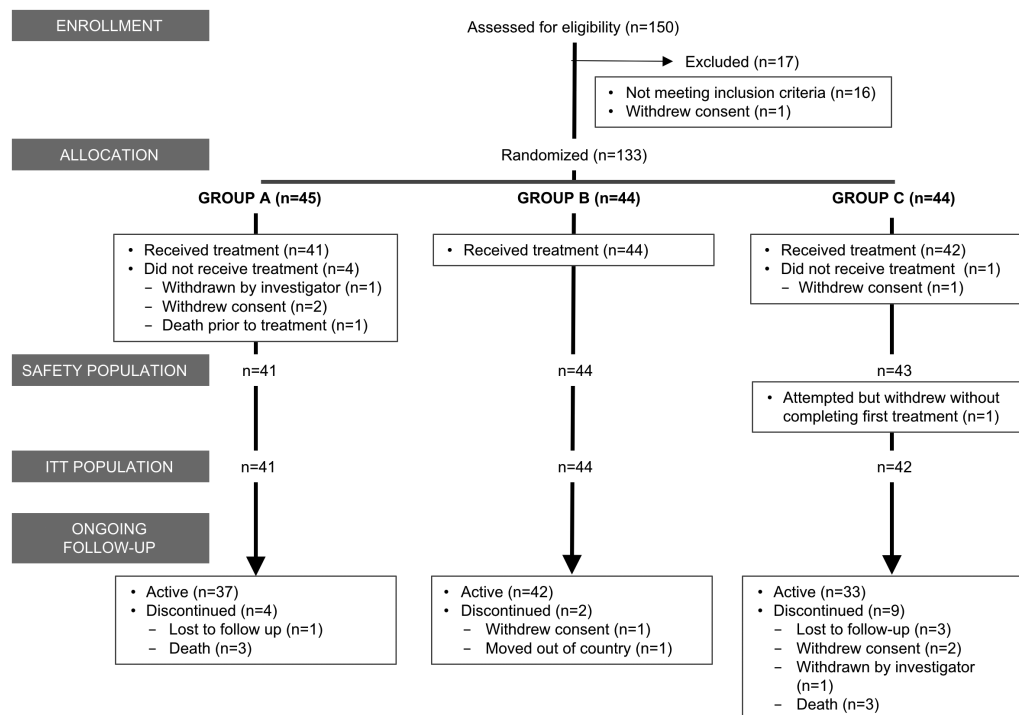 ENROLLMENT
Assessed for eligibility (n=150)
Excluded (n=17)
• Not meeting inclusion criteria (n=16)
• Withdrew consent (n=1)
ALLOCATION
Randomized (n=133)
GROUP A (n=45)
GROUP B (n=44)
GROUP C (n=44)
• Received treatment (n=41)
• Did not receive treatment (n=4)
– Withdrawn by investigator (n=1)
– Withdrew consent (n=2)
– Death prior to treatment (n=1)
• Received treatment (n=44)
• Received treatment (n=42)
• Did not receive treatment (n=1)
– Withdrew consent (n=1)
SAFETY POPULATION
n=41
n=44
n=43
• Attempted but withdrew without
completing first treatment (n=1)
ITT POPULATION
n=41
n=44
n=42
ONGOING
FOLLOW-UP
• Active (n=37)
• Discontinued (n=4)
– Lost to follow up (n=1)
– Death (n=3)
• Active (n=42)
• Discontinued (n=2)
– Withdrew consent (n=1)
– Moved out of country (n=1)
• Active (n=33)
• Discontinued (n=9)
– Lost to follow-up (n=3)
– Withdrew consent (n=2)
– Withdrawn by investigator
(n=1)
– Death (n=3)